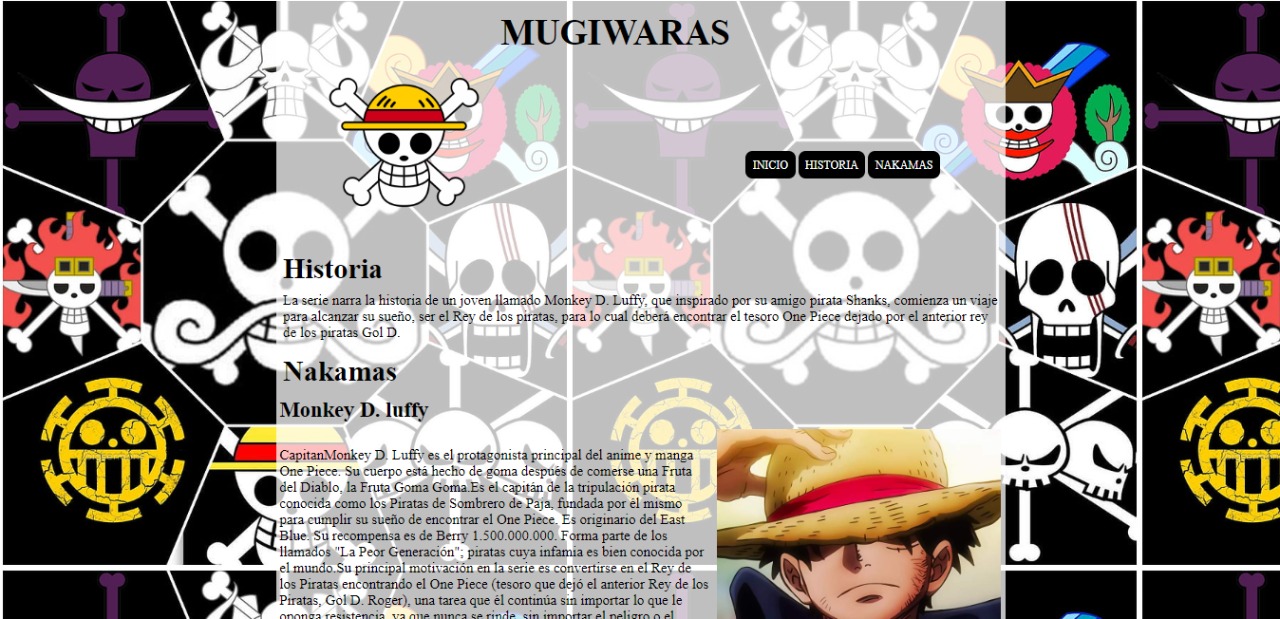 MUGIWARAS
INICIO HISTORIA NAKAMAS
Historia
La serie narra la historia de un joven llamado Monkey D. Luffy, que inspirado por su amigo pirata Shanks, comienza un viaje
para alcanzar su sueño, ser el Rey de los piratas, para lo cual deberá encontrar el tesoro One Piece dejado por el anterior rey
de los piratas Gol D.
Nakamas
Monkey D. luffy
CapitanMonkey D. Luffy es el protagonista principal del anime y manga
One Piece. Su cuerpo está hecho de goma después de comerse una Fruta
del Diablo, la Fruta Goma Goma.Es el capitán de la tripulación pirata
conocida como los Piratas de Sombrero de Paja, fundada por él mismo
para cumplir su sueño de encontrar el One Piece. Es originario del East
Blue. Su recompensa es de Berry 1.500.000.000. Forma parte de los
llamados "La Peor Generación"; piratas cuya infamia es bien conocida por
el mundo.Su principal motivación en la serie es convertirse en el Rey de
los Piratas encontrando el One Piece (tesoro que dejó el anterior Rey de los
Piratas, Gol D. Roger), una tarea que él continúa sin importar lo que le
oponga resistencia, ya que nunca se rinde, sin importar el peligro o el